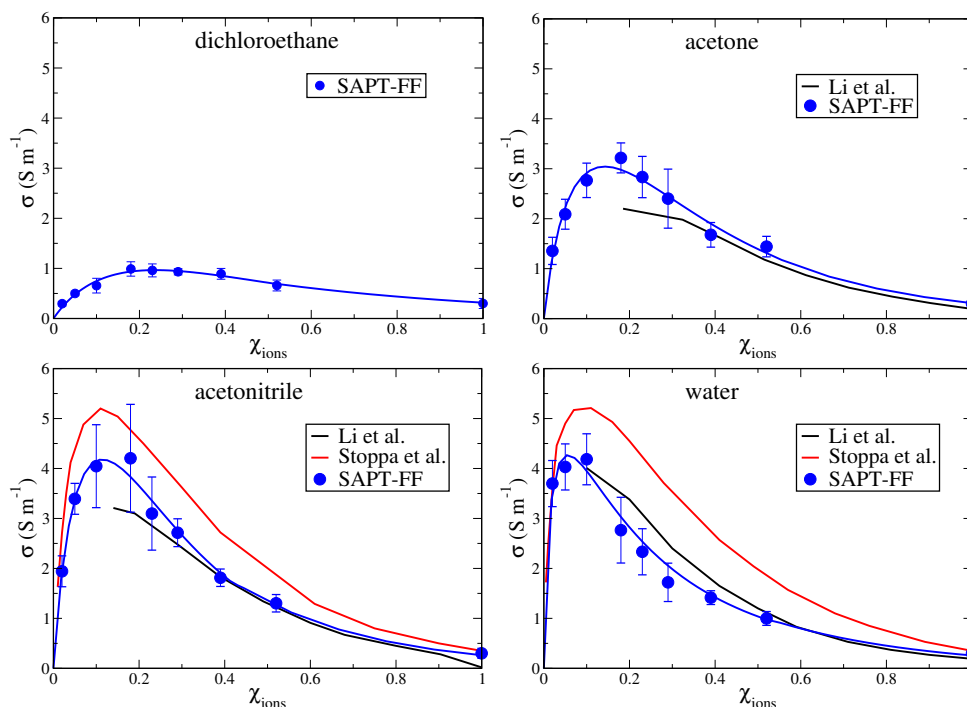 dichloroethane
SAPT-FF
σ (S m⁻¹)
6
5
4
3
2
1
0
0 0.2 0.4 0.6 0.8 1
χions
acetone
Li et al.
SAPT-FF
σ (S m⁻¹)
6
5
4
3
2
1
0
0 0.2 0.4 0.6 0.8
χions
acetonitrile
Li et al.
Stoppa et al.
SAPT-FF
σ (S m⁻¹)
6
5
4
3
2
1
0
0 0.2 0.4 0.6 0.8 1
χions
water
Li et al.
Stoppa et al.
SAPT-FF
σ (S m⁻¹)
6
5
4
3
2
1
0
0 0.2 0.4 0.6 0.8
χions